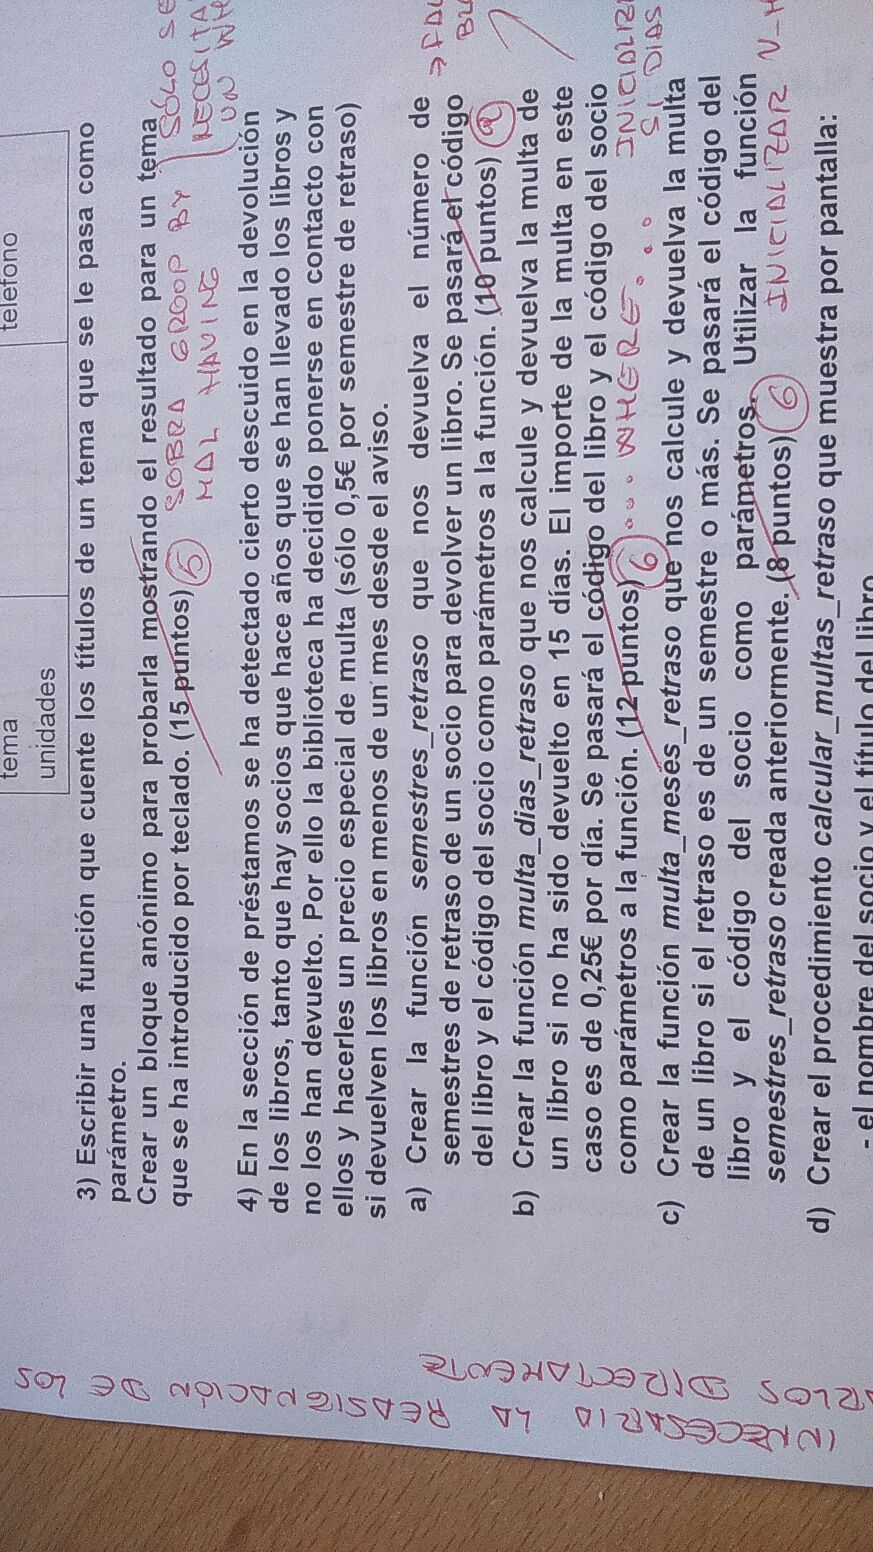 tema
unidades
teléfono
3) Escribir una función que cuente los títulos de un tema que se le pasa como
parámetro.
Crear un bloque anónimo para probarla mostrando el resultado para un tema
que se ha introducido por teclado. (15 puntos) 5
SOBRA GROOP BY
MAL HAVING
SÓLO SE
NECESITA
UN WH
4) En la sección de préstamos se ha detectado cierto descuido en la devolución
de los libros, tanto que hay socios que hace años que se han llevado los libros y
no los han devuelto. Por ello la biblioteca ha decidido ponerse en contacto con
ellos y hacerles un precio especial de multa (sólo 0,5€ por semestre de retraso)
si devuelven los libros en menos de un mes desde el aviso.
a) Crear la función semestres_retraso que nos devuelva el número de
semestres de retraso de un socio para devolver un libro. Se pasará el código
del libro y el código del socio como parámetros a la función. (10 puntos)
b) Crear la función multa_dias_retraso que nos calcule y devuelva la multa de
un libro si no ha sido devuelto en 15 días. El importe de la multa en este
caso es de 0,25€ por día. Se pasará el código del libro y el código del socio
como parámetros a la función. (12 puntos) 6 ... WHERE...
SI DIAS
c) Crear la función multa_meses_retraso que nos calcule y devuelva la multa
de un libro si el retraso es de un semestre o más. Se pasará el código del
libro y el código del socio como parámetros. Utilizar la función
semestres_retraso creada anteriormente. (8 puntos) 6
INICIALIZAR
d) Crear el procedimiento calcular_multas_retraso que muestra por pantalla:
- el nombre del socio y el título del libro
INNECESARIA LA REASIGNACIÓN DE LOS
DIRECTAMENTE